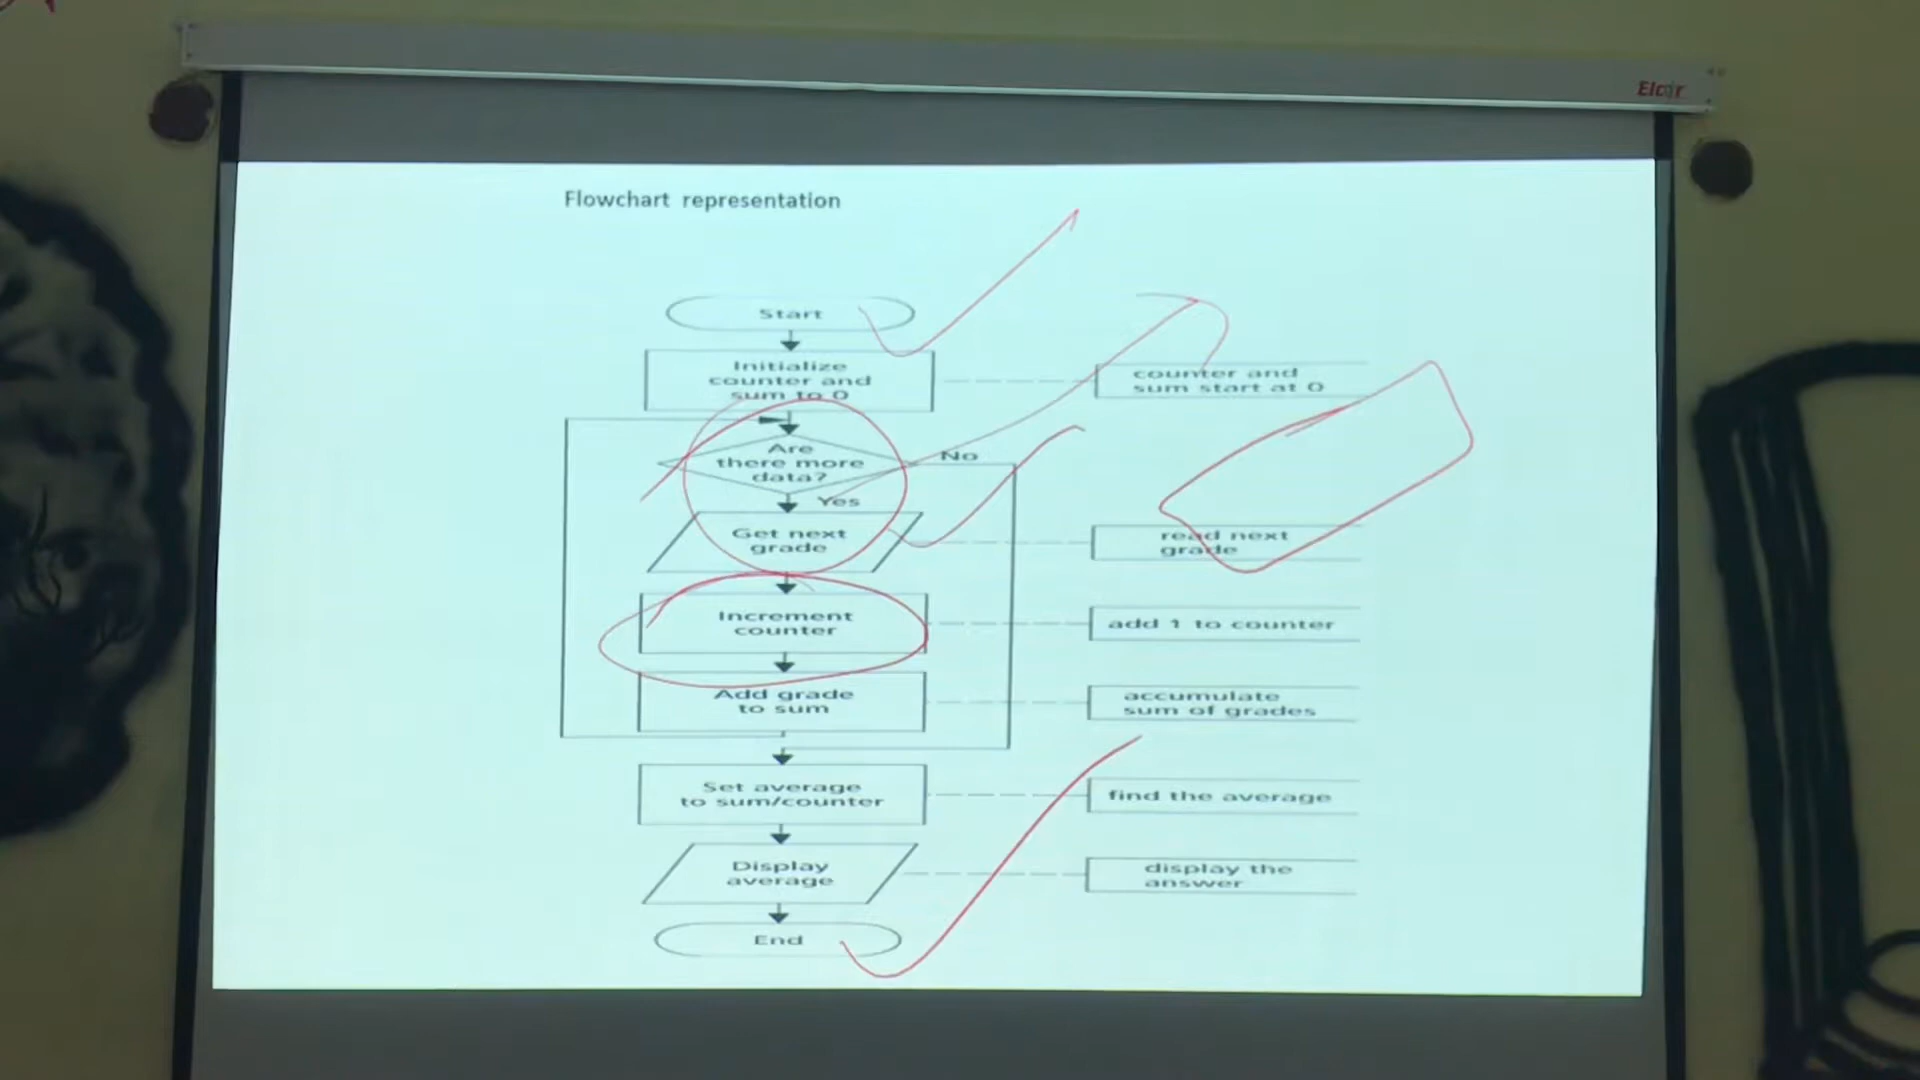 Elcor
Flowchart representation
Start
Initialize
counter and
sum to 0
counter and
sum start at 0
Are
there more
data?
No
Yes
Get next
grade
read next
grade
Increment
counter
add 1 to counter
Add grade
to sum
accumulate
sum of grades
Set average
to sum/counter
find the average
Display
average
display the
answer
End